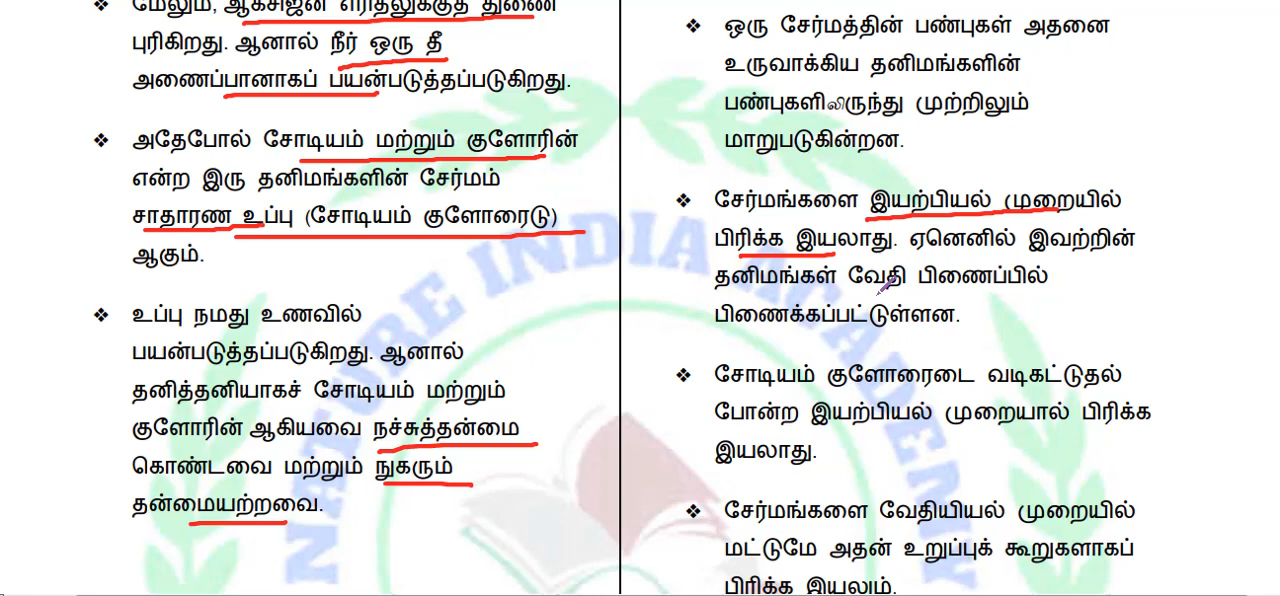 மேலும், ஆக்சிஜன் எரிதலுக்குத் துணை
புரிகிறது. ஆனால் நீர் ஒரு தீ
அணைப்பானாகப் பயன்படுத்தப்படுகிறது.
❖ அதேபோல் சோடியம் மற்றும் குளோரின்
என்ற இரு தனிமங்களின் சேர்மம்
சாதாரண உப்பு (சோடியம் குளோரைடு)
ஆகும்.
❖ உப்பு நமது உணவில்
பயன்படுத்தப்படுகிறது. ஆனால்
தனித்தனியாகச் சோடியம் மற்றும்
குளோரின் ஆகியவை நச்சுத்தன்மை
கொண்டவை மற்றும் நுகரும்
தன்மையற்றவை.
❖ ஒரு சேர்மத்தின் பண்புகள் அதனை
உருவாக்கிய தனிமங்களின்
பண்புகளிலிருந்து முற்றிலும்
மாறுபடுகின்றன.
❖ சேர்மங்களை இயற்பியல் முறையில்
பிரிக்க இயலாது. ஏனெனில் இவற்றின்
தனிமங்கள் வேதி பிணைப்பில்
பிணைக்கப்பட்டுள்ளன.
❖ சோடியம் குளோரைடை வடிகட்டுதல்
போன்ற இயற்பியல் முறையால் பிரிக்க
இயலாது.
❖ சேர்மங்களை வேதியியல் முறையில்
மட்டுமே அதன் உறுப்புக் கூறுகளாகப்
பிரிக்க இயலும்.
NATURE INDIA ACADEMY